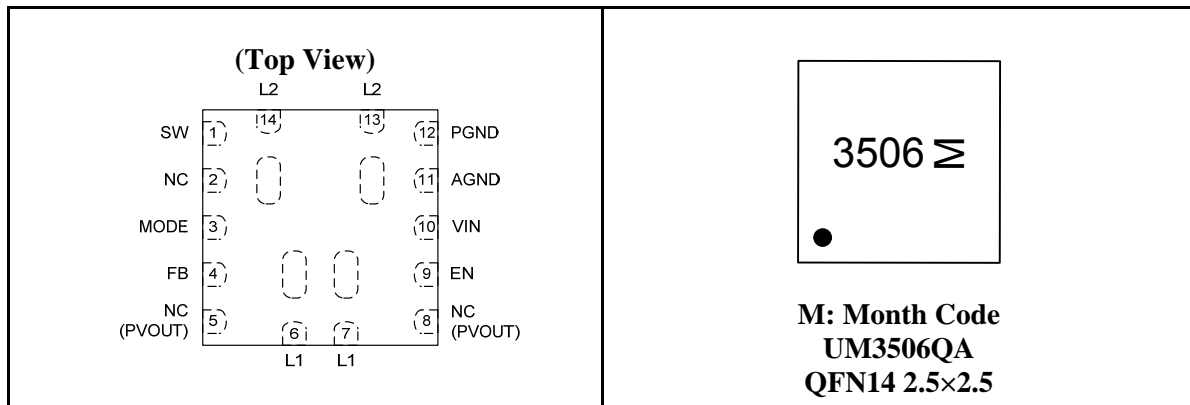 (Top View)
L2 L2
14 13
SW 1 12 PGND
NC 2 11 AGND
MODE 3 10 VIN
FB 4 9 EN
NC
(PVOUT) 5 8 NC
(PVOUT)
6 7
L1 L1
3506 M
M: Month Code
UM3506QA
QFN14 2.5×2.5